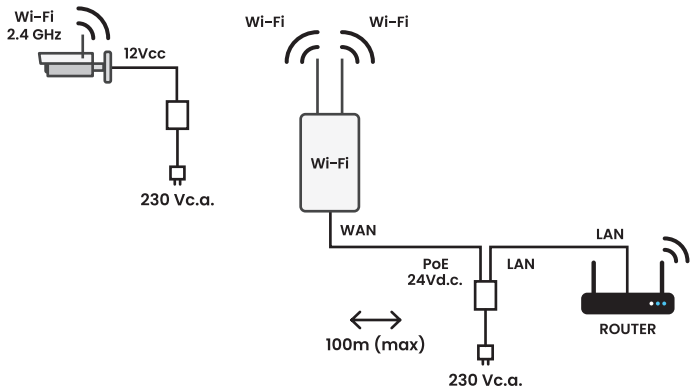 Wi-Fi
2.4 GHz
12Vcc
230 Vc.a.
Wi-Fi
Wi-Fi
Wi-Fi
WAN
PoE
24Vd.c.
LAN
LAN
ROUTER
100m (max)
230 Vc.a.